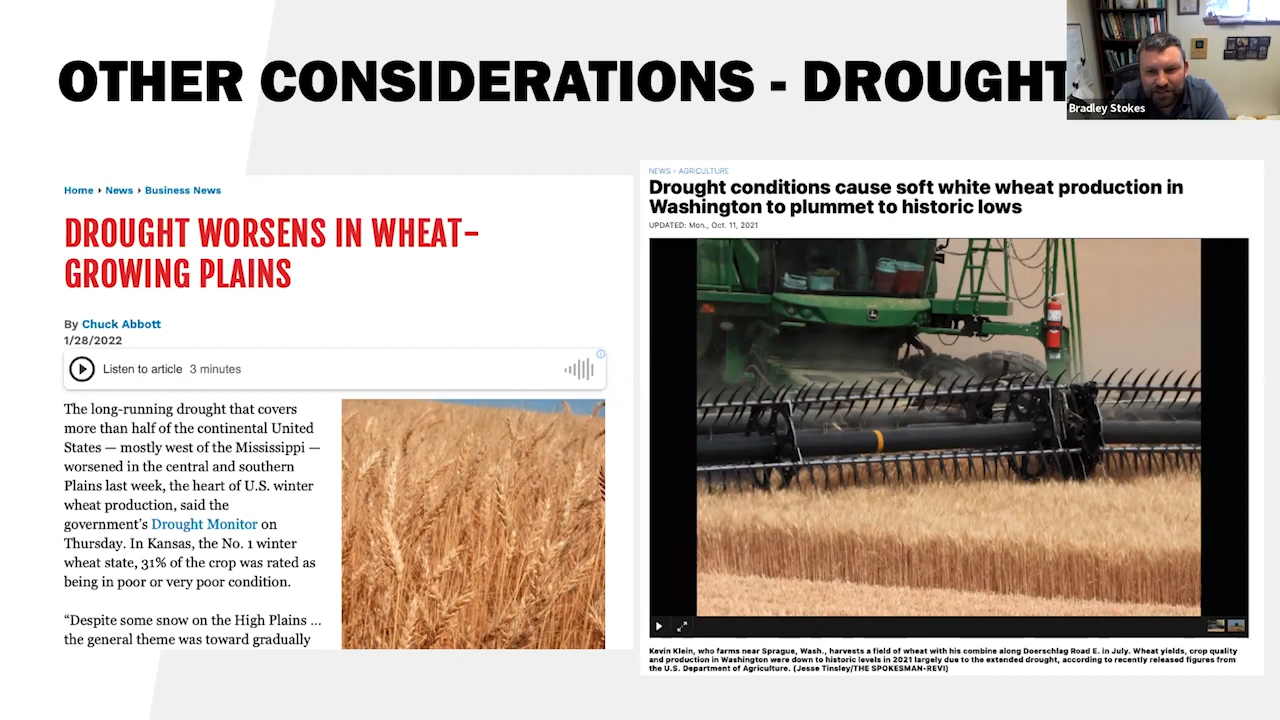 OTHER CONSIDERATIONS - DROUGHT
Bradley Stokes
Home › News › Business News
DROUGHT WORSENS IN WHEAT-
GROWING PLAINS
By Chuck Abbott
1/28/2022
Listen to article 3 minutes
The long-running drought that covers
more than half of the continental United
States — mostly west of the Mississippi —
worsened in the central and southern
Plains last week, the heart of U.S. winter
wheat production, said the
government's Drought Monitor on
Thursday. In Kansas, the No. 1 winter
wheat state, 31% of the crop was rated as
being in poor or very poor condition.
“Despite some snow on the High Plains ...
the general theme was toward gradually
NEWS > AGRICULTURE
Drought conditions cause soft white wheat production in
Washington to plummet to historic lows
UPDATED: Mon., Oct. 11, 2021
Kevin Klein, who farms near Sprague, Wash., harvests a field of wheat with his combine along Doerschlag Road E. in July. Wheat yields, crop quality
and production in Washington were down to historic levels in 2021 largely due to the extended drought, according to recently released figures from
the U.S. Department of Agriculture. (Jesse Tinsley/THE SPOKESMAN-REVI)